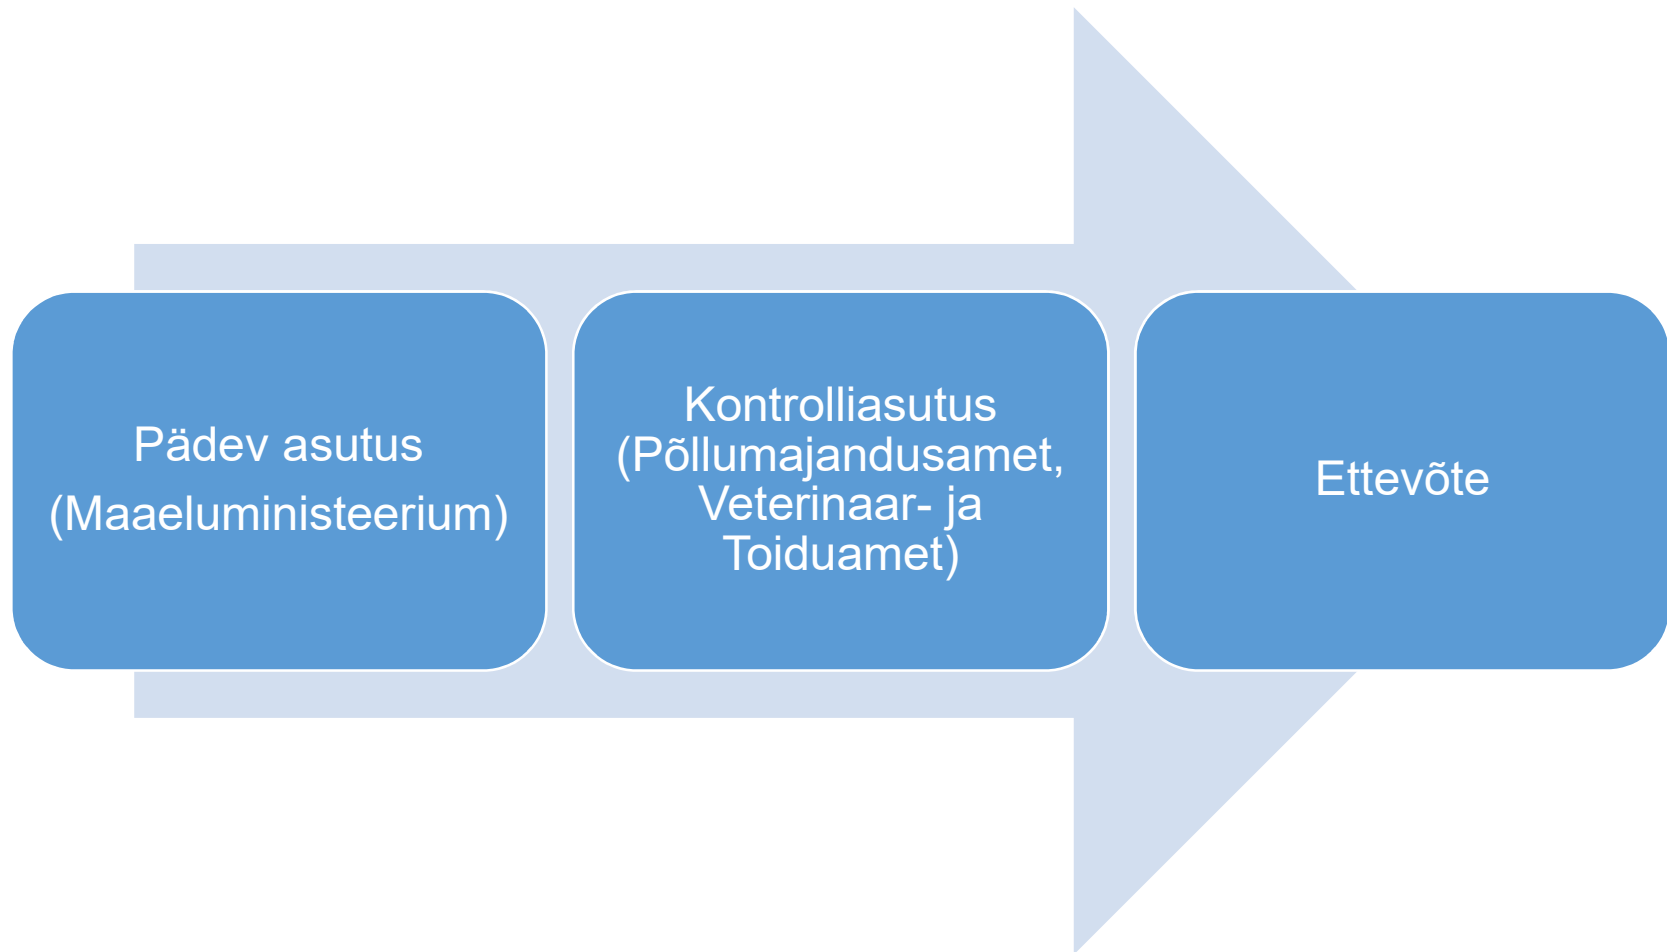 Pädev asutus
(Maaeluministeerium)
Kontrolliasutus
(Põllumajandusamet,
Veterinaar- ja
Toiduamet)
Ettevõte